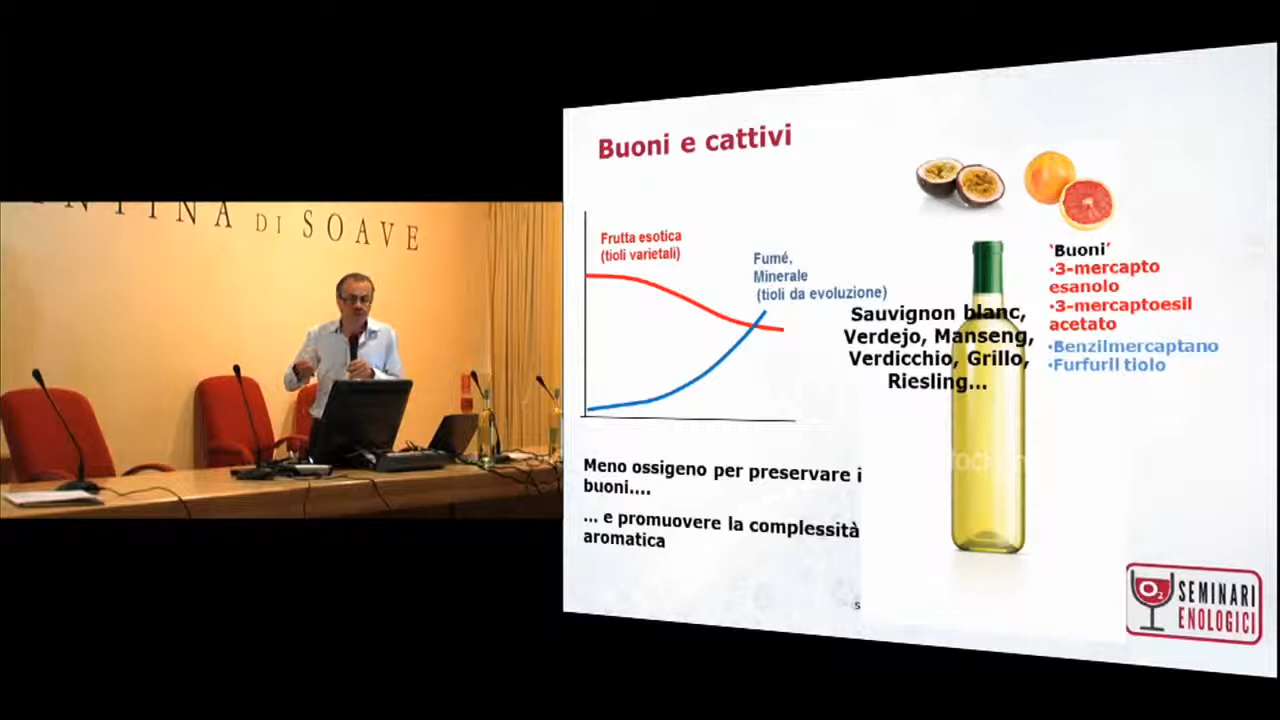 NTINA DI SOAVE
Buoni e cattivi
Frutta esotica
(tioli varietali)
Fumé,
Minerale
(tioli da evoluzione)
Sauvignon blanc,
Verdejo, Manseng,
Verdicchio, Grillo,
Riesling...
'Buoni'
•3-mercapto
esanolo
•3-mercaptoesil
acetato
•Benzilmercaptano
•Furfuril tiolo
Meno ossigeno per preservare i
buoni....
... e promuovere la complessità
aromatica
O2 SEMINARI
ENOLOGICI